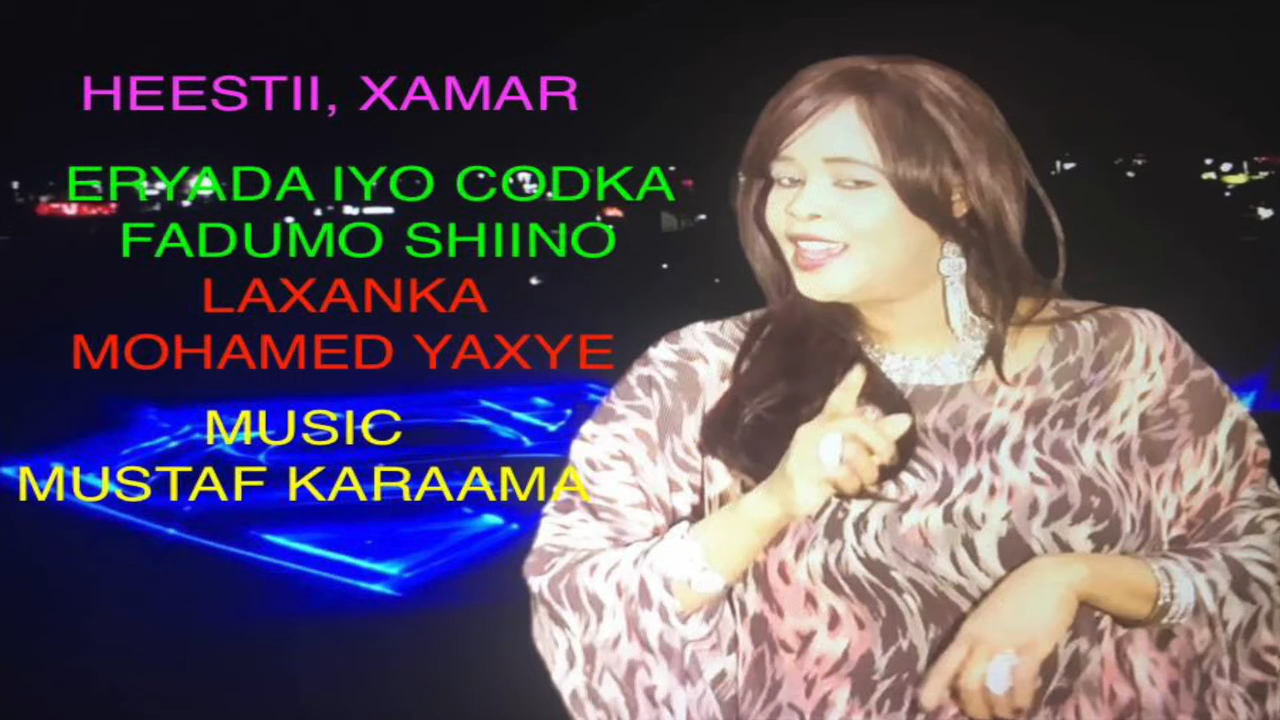 HEESTII, XAMAR
ERYADA IYO CODKA
FADUMO SHIINO
LAXANKA
MOHAMED YAXYE
MUSIC
MUSTAF KARAAMA